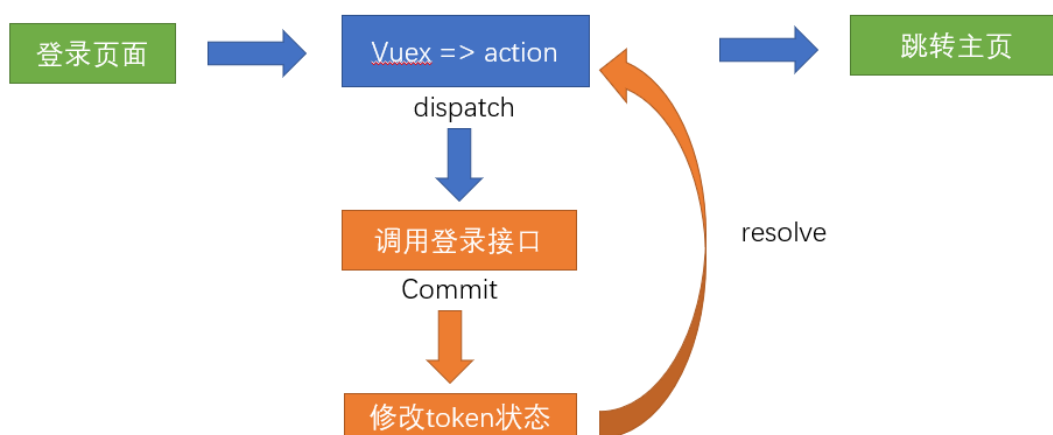 登录页面
Vuex => action
跳转主页
dispatch
调用登录接口
resolve
Commit
修改token状态